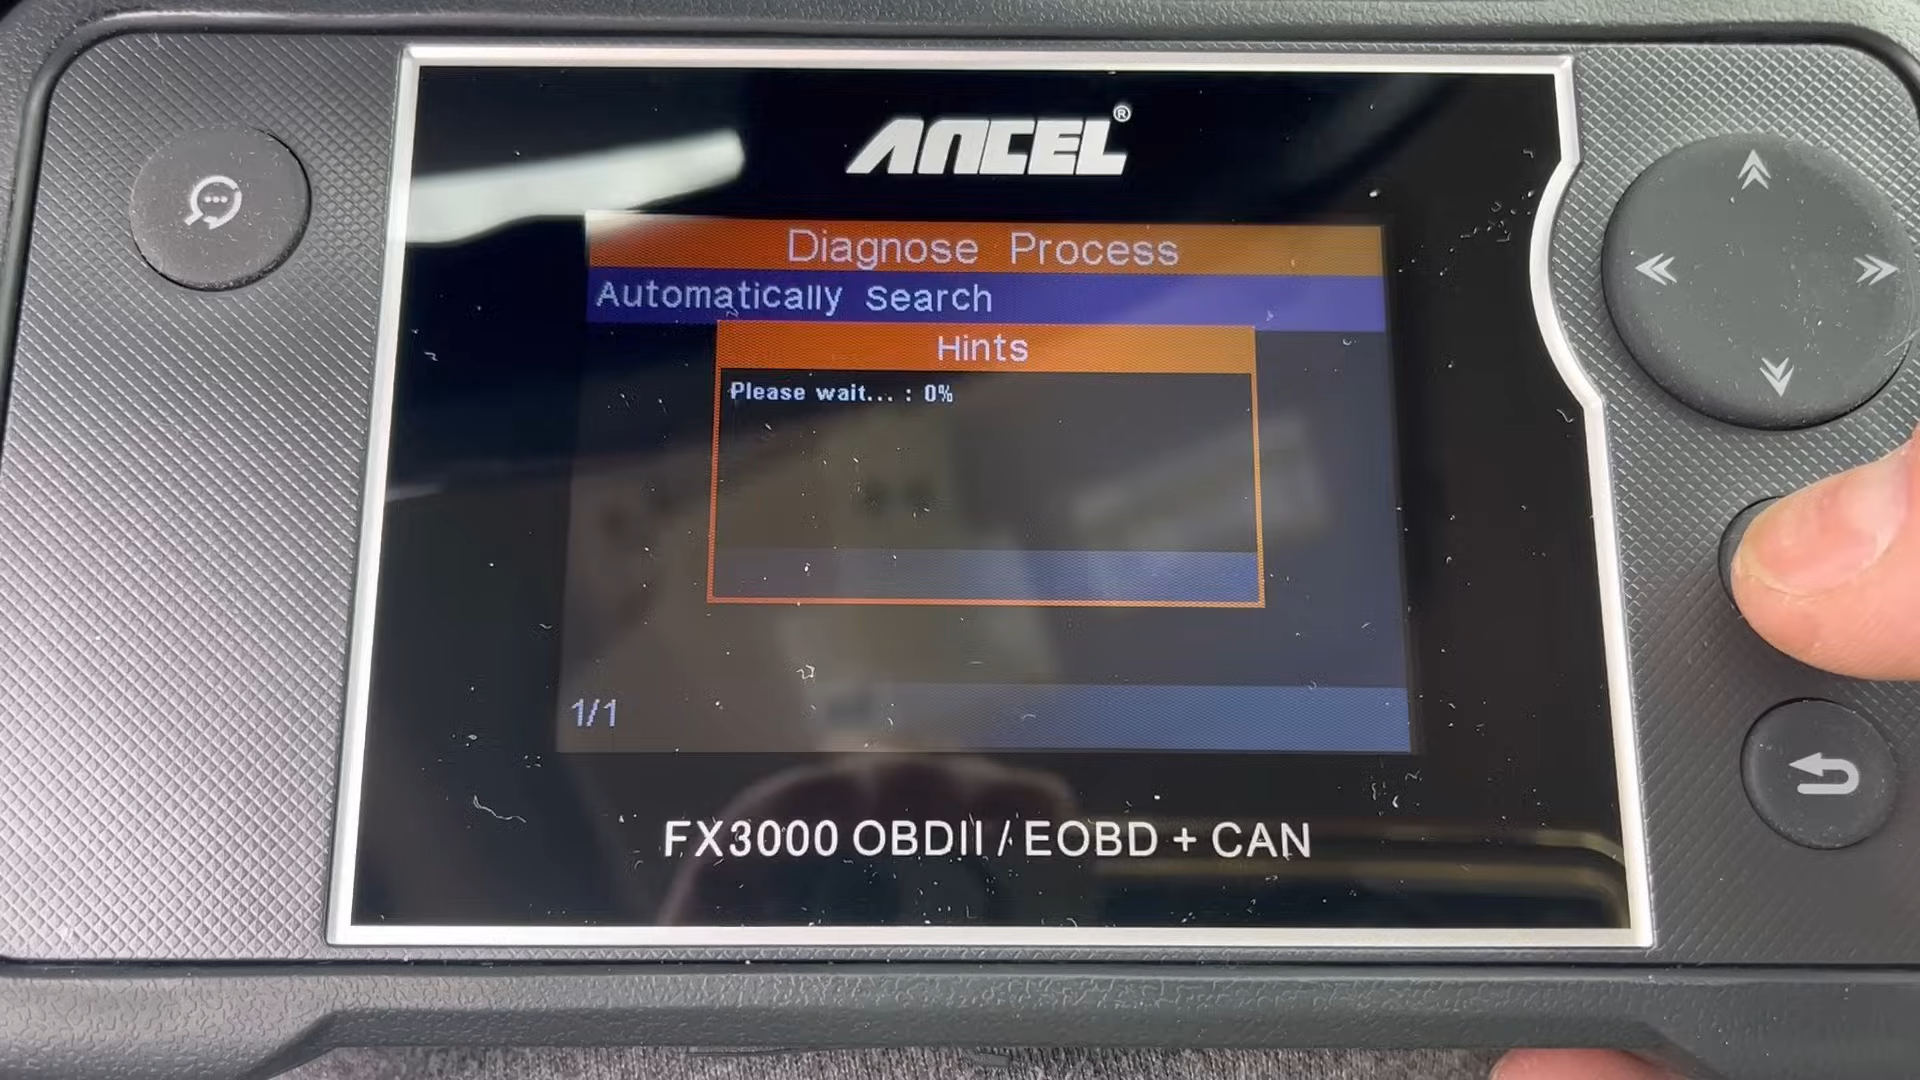 ANCEL®
Diagnose Process
Automatically Search
Hints
Please wait... : 0%
1/1
FX3000 OBDII / EOBD + CAN